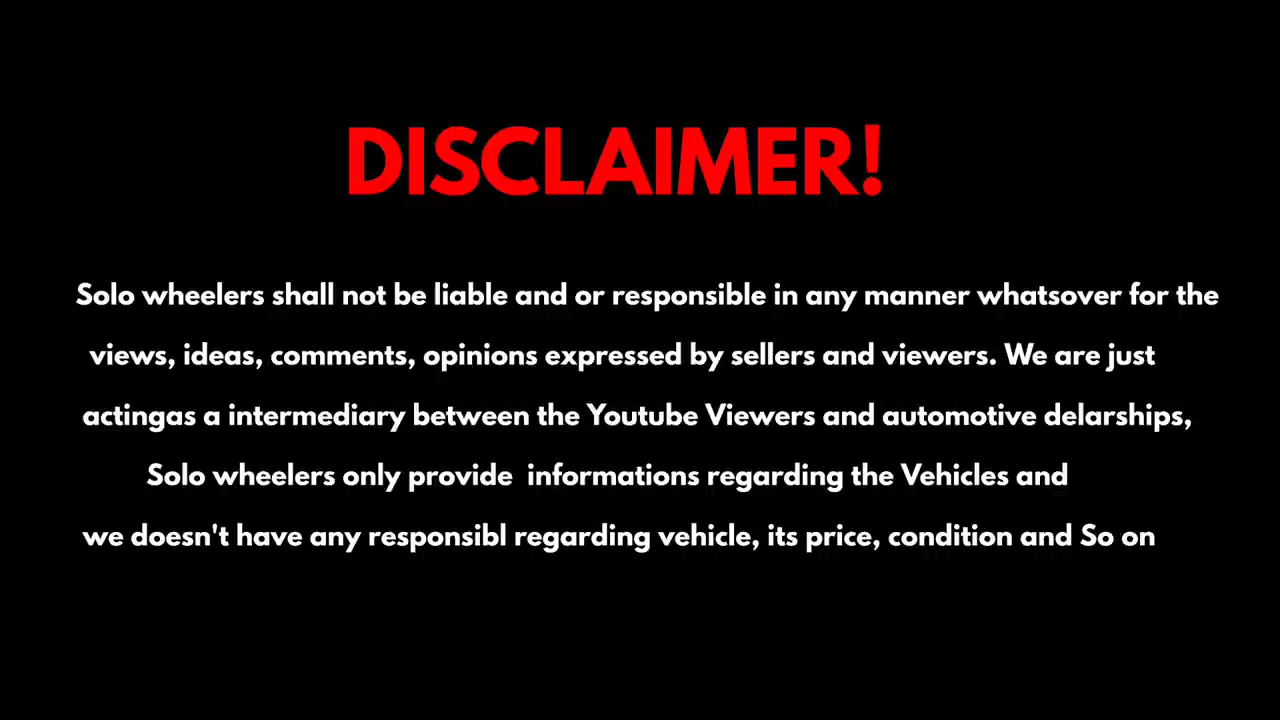 DISCLAIMER!
Solo wheelers shall not be liable and or responsible in any manner whatsover for the
views, ideas, comments, opinions expressed by sellers and viewers. We are just
actingas a intermediary between the Youtube Viewers and automotive delarships,
Solo wheelers only provide  informations regarding the Vehicles and
we doesn't have any responsibl regarding vehicle, its price, condition and So on